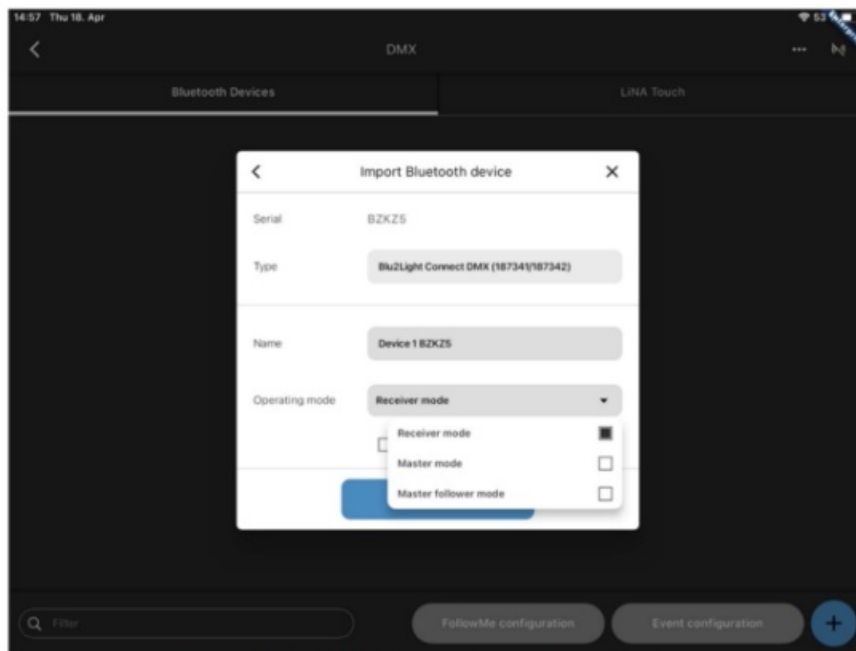 14:57 Thu 18. Apr
53
DMX
Bluetooth Devices
LiNA Touch
Import Bluetooth device
Serial
BZKZ5
Type
Blu2Light Connect DMX (187341/187342)
Name
Device 1 BZKZ5
Operating mode
Receiver mode
Receiver mode
Master mode
Master follower mode
Filter
FollowMe configuration
Event configuration